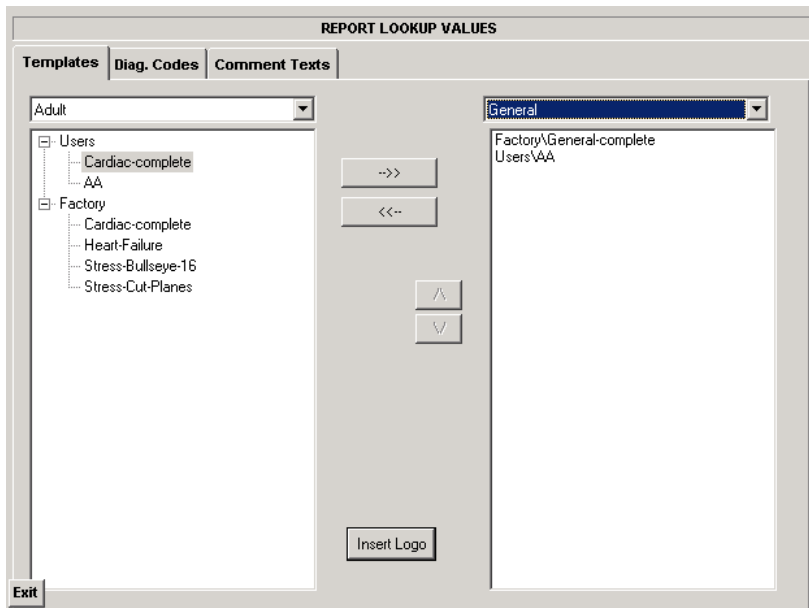 REPORT LOOKUP VALUES
Templates Diag. Codes Comment Texts
Adult
Users
Cardiac-complete
AA
Factory
Cardiac-complete
Heart-Failure
Stress-Bullseye-16
Stress-Cut-Planes
-->>
<<--
/\
\/
Insert Logo
General
Factory\General-complete
Users\AA
Exit